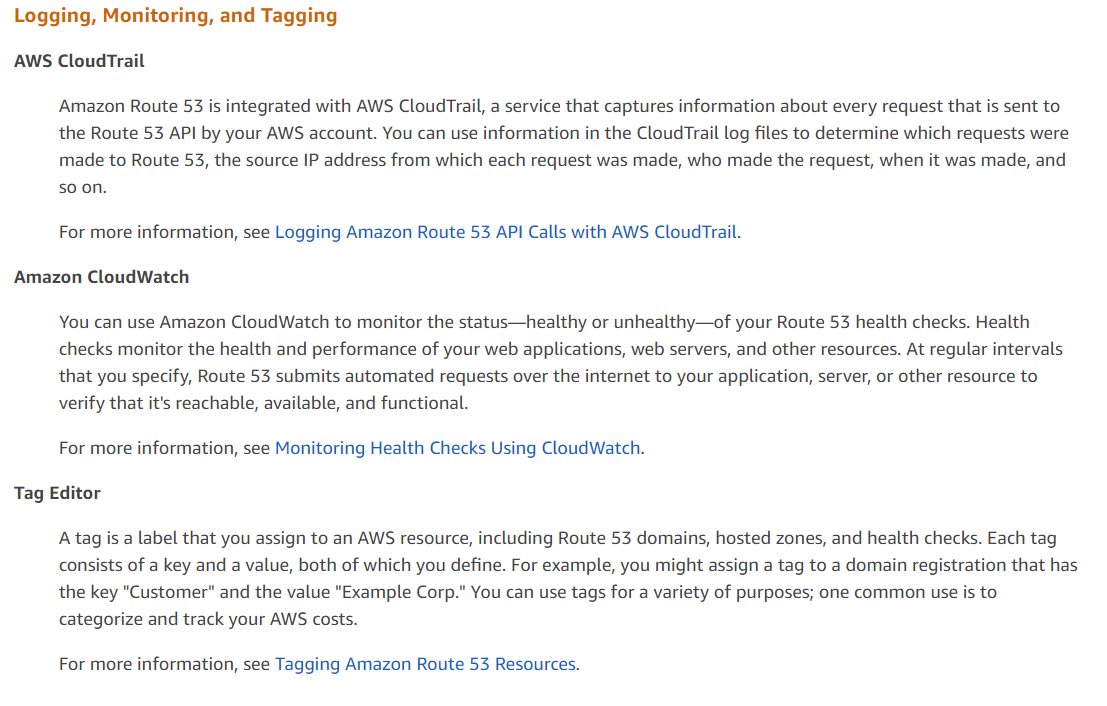 Logging, Monitoring, and Tagging
AWS CloudTrail
Amazon Route 53 is integrated with AWS CloudTrail, a service that captures information about every request that is sent to
the Route 53 API by your AWS account. You can use information in the CloudTrail log files to determine which requests were
made to Route 53, the source IP address from which each request was made, who made the request, when it was made, and
so on.
For more information, see Logging Amazon Route 53 API Calls with AWS CloudTrail.
Amazon CloudWatch
You can use Amazon CloudWatch to monitor the status—healthy or unhealthy—of your Route 53 health checks. Health
checks monitor the health and performance of your web applications, web servers, and other resources. At regular intervals
that you specify, Route 53 submits automated requests over the internet to your application, server, or other resource to
verify that it's reachable, available, and functional.
For more information, see Monitoring Health Checks Using CloudWatch.
Tag Editor
A tag is a label that you assign to an AWS resource, including Route 53 domains, hosted zones, and health checks. Each tag
consists of a key and a value, both of which you define. For example, you might assign a tag to a domain registration that has
the key "Customer" and the value "Example Corp." You can use tags for a variety of purposes; one common use is to
categorize and track your AWS costs.
For more information, see Tagging Amazon Route 53 Resources.